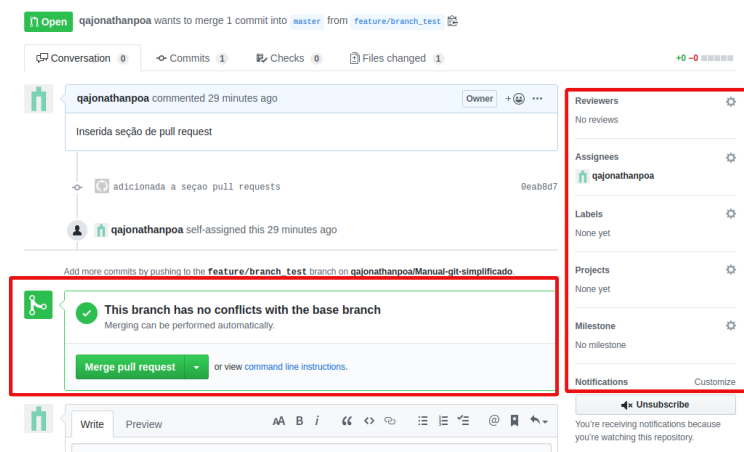 Open qajonathanpoa wants to merge 1 commit into master from feature/branch_test
Conversation 0 Commits 1 Checks 0 Files changed 1 +0 −0
qajonathanpoa commented 29 minutes ago Owner
Inserida seção de pull request
adicionada a seçao pull requests 0eab8d7
qajonathanpoa self-assigned this 29 minutes ago
Add more commits by pushing to the feature/branch_test branch on qajonathanpoa/Manual-git-simplificado.
This branch has no conflicts with the base branch
Merging can be performed automatically.
Merge pull request or view command line instructions.
Write Preview AA B i
Reviewers
No reviews
Assignees
qajonathanpoa
Labels
None yet
Projects
None yet
Milestone
No milestone
Notifications Customize
Unsubscribe
You're receiving notifications because
you're watching this repository.